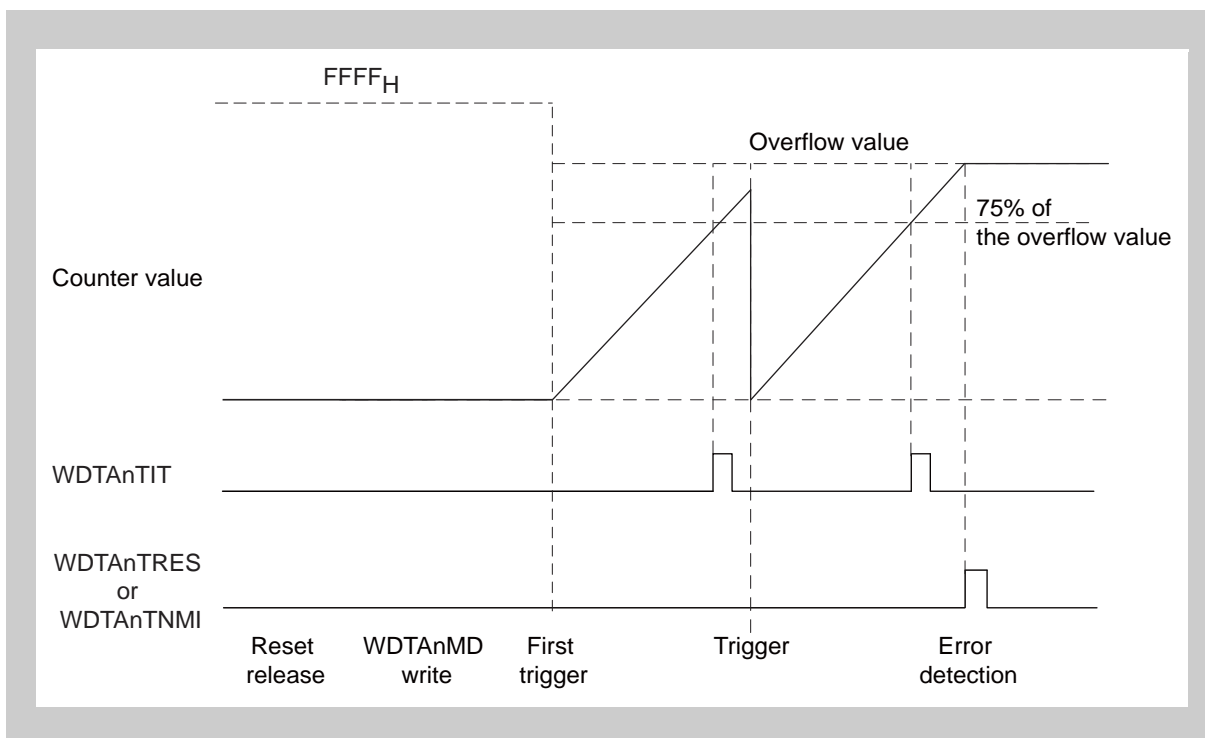 FFFFH
Overflow value
75% of
the overflow value
Counter value
WDTAnTIT
WDTAnTRES
or
WDTAnTNMI
Reset
release
WDTAnMD
write
First
trigger
Trigger
Error
detection